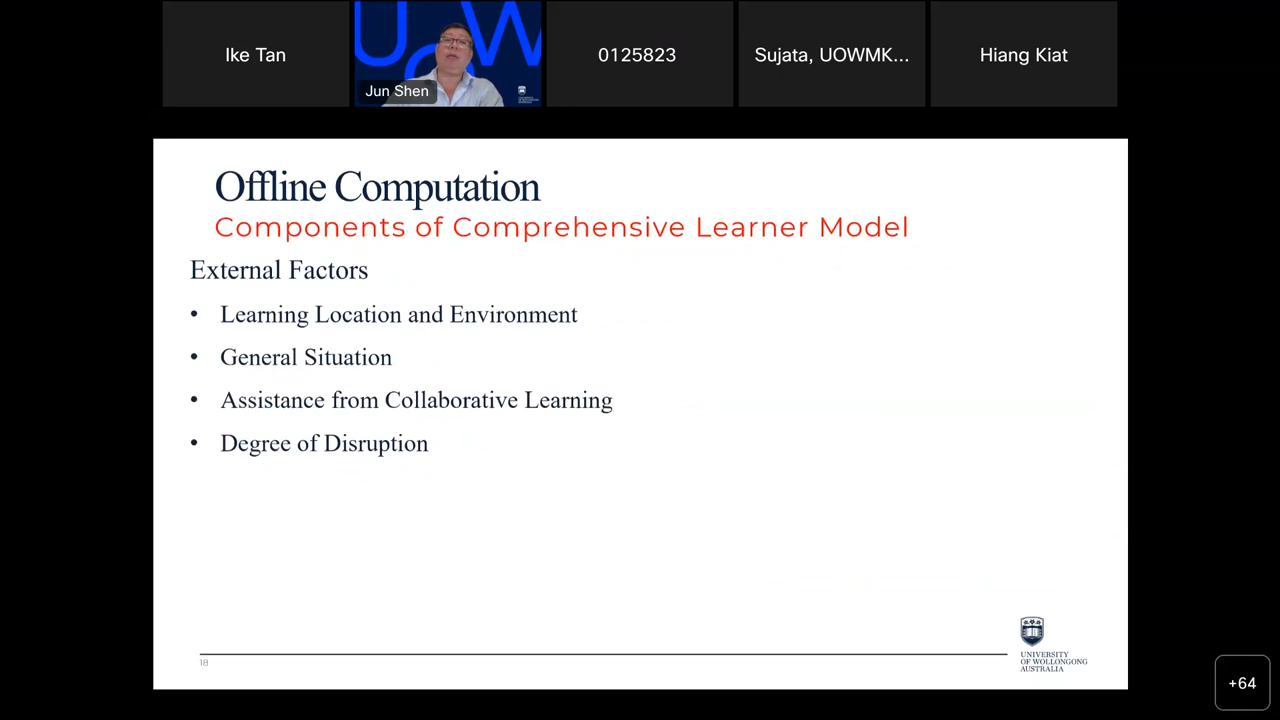 Ike Tan
UOW
Jun Shen
0125823
Sujata, UOWMK...
Hiang Kiat
Offline Computation
Components of Comprehensive Learner Model
External Factors
• Learning Location and Environment
• General Situation
• Assistance from Collaborative Learning
• Degree of Disruption
18
UNIVERSITY
OF WOLLONGONG
AUSTRALIA
+64